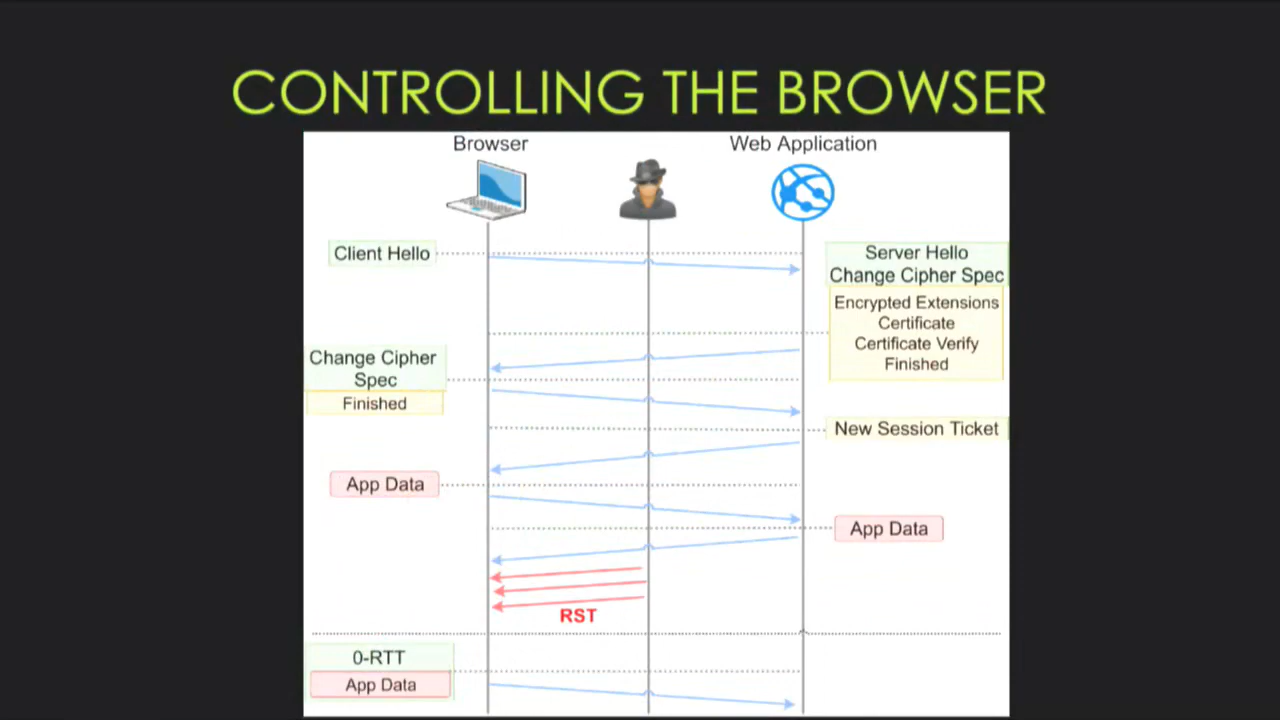 CONTROLLING THE BROWSER
Browser
Web Application
Client Hello
Server Hello
Change Cipher Spec
Encrypted Extensions
Certificate
Certificate Verify
Finished
Change Cipher
Spec
Finished
New Session Ticket
App Data
App Data
RST
0-RTT
App Data